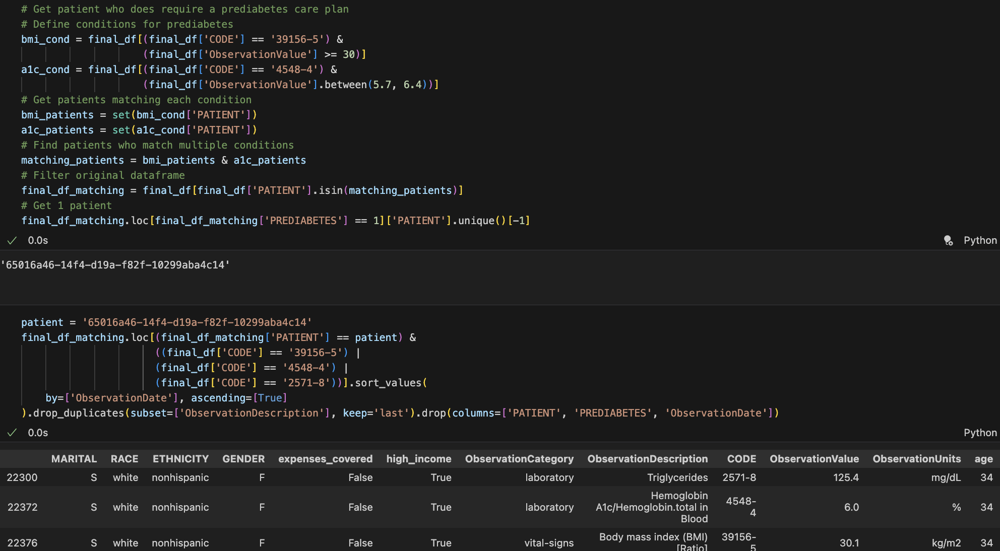 # Get patient who does require a prediabetes care plan
# Define conditions for prediabetes
bmi_cond = final_df[(final_df['CODE'] == '39156-5') &
(final_df['ObservationValue'] >= 30)]
a1c_cond = final_df[(final_df['CODE'] == '4548-4') &
(final_df['ObservationValue'].between(5.7, 6.4))]
# Get patients matching each condition
bmi_patients = set(bmi_cond['PATIENT'])
a1c_patients = set(a1c_cond['PATIENT'])
# Find patients who match multiple conditions
matching_patients = bmi_patients & a1c_patients
# Filter original dataframe
final_df_matching = final_df[final_df['PATIENT'].isin(matching_patients)]
# Get 1 patient
final_df_matching.loc[final_df_matching['PREDIABETES'] == 1]['PATIENT'].unique()[-1]
0.0s Python
'65016a46-14f4-d19a-f82f-10299aba4c14'
patient = '65016a46-14f4-d19a-f82f-10299aba4c14'
final_df_matching.loc[(final_df_matching['PATIENT'] == patient) &
((final_df['CODE'] == '39156-5') |
(final_df['CODE'] == '4548-4') |
(final_df['CODE'] == '2571-8'))].sort_values(
by=['ObservationDate'], ascending=[True]
).drop_duplicates(subset=['ObservationDescription'], keep='last').drop(columns=['PATIENT', 'PREDIABETES', 'ObservationDate'])
0.0s Python
MARITAL RACE ETHNICITY GENDER expenses_covered high_income ObservationCategory ObservationDescription CODE ObservationValue ObservationUnits age
22300 S white nonhispanic F False True laboratory Triglycerides 2571-8 125.4 mg/dL 34
Hemoglobin
22372 S white nonhispanic F False True laboratory A1c/Hemoglobin.total in 4548-4 6.0 % 34
Blood
22376 S white nonhispanic F False True vital-signs Body mass index (BMI) 39156-5 30.1 kg/m2 34
[Ratio]